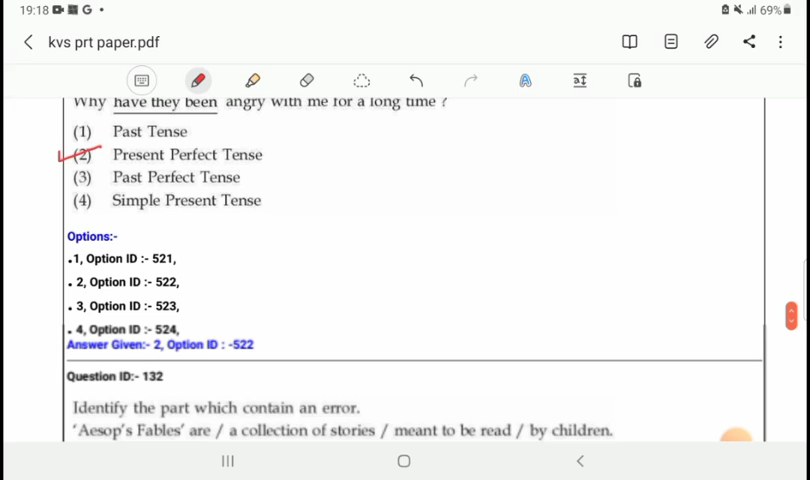 19:18 G • 69%
kvs prt paper.pdf
Why have they been angry with me for a long time ?
(1) Past Tense
(2) Present Perfect Tense
(3) Past Perfect Tense
(4) Simple Present Tense
Options:-
.1, Option ID :- 521,
. 2, Option ID :- 522,
. 3, Option ID :- 523,
. 4, Option ID :- 524,
Answer Given:- 2, Option ID : -522
Question ID:- 132
Identify the part which contain an error.
‘Aesop’s Fables’ are / a collection of stories / meant to be read / by children.